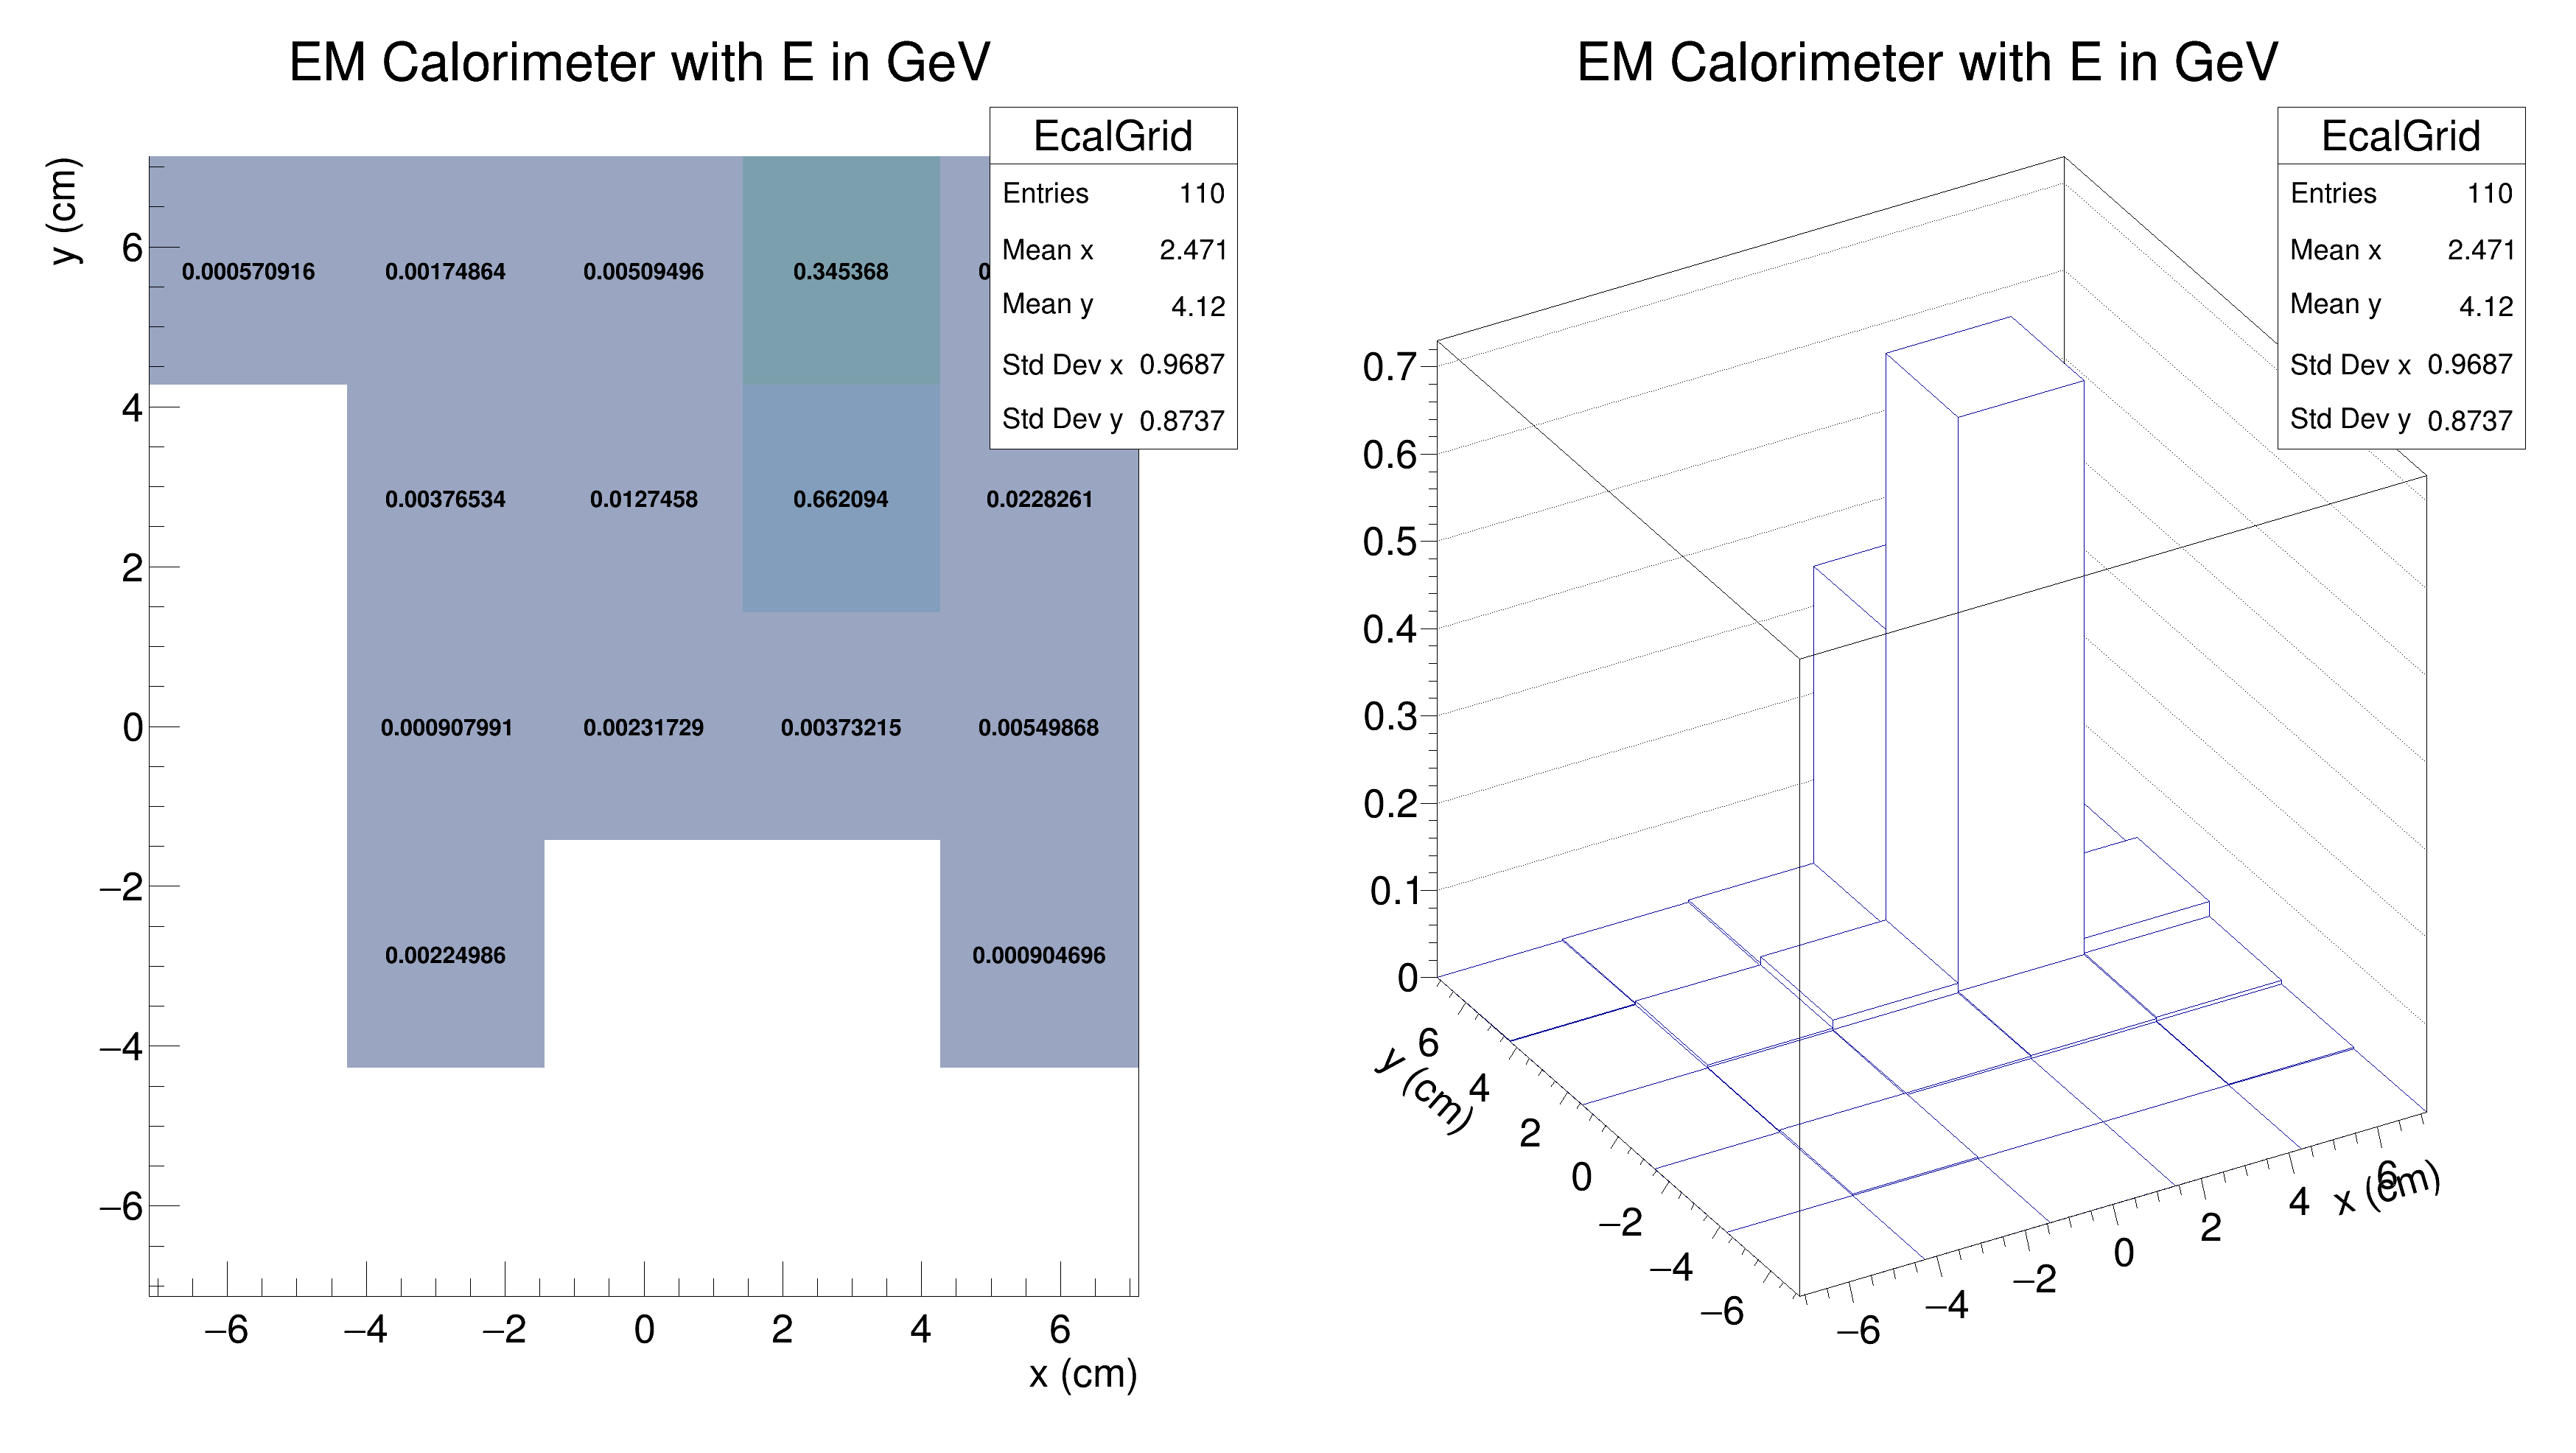 EM Calorimeter with E in GeV
EcalGrid
Entries 110
Mean x 2.471
Mean y 4.12
Std Dev x 0.9687
Std Dev y 0.8737
y (cm)
6
4
2
0
−2
−4
−6
0.000570916 0.00174864 0.00509496 0.345368
0.00376534 0.0127458 0.662094 0.0228261
0.000907991 0.00231729 0.00373215 0.00549868
0.00224986 0.000904696
−6 −4 −2 0 2 4 6
x (cm)
EM Calorimeter with E in GeV
EcalGrid
Entries 110
Mean x 2.471
Mean y 4.12
Std Dev x 0.9687
Std Dev y 0.8737
0.7
0.6
0.5
0.4
0.3
0.2
0.1
0
6
4
2
0
−2
−4
−6
y (cm)
−6 −4 −2 0 2 4 6
x (cm)